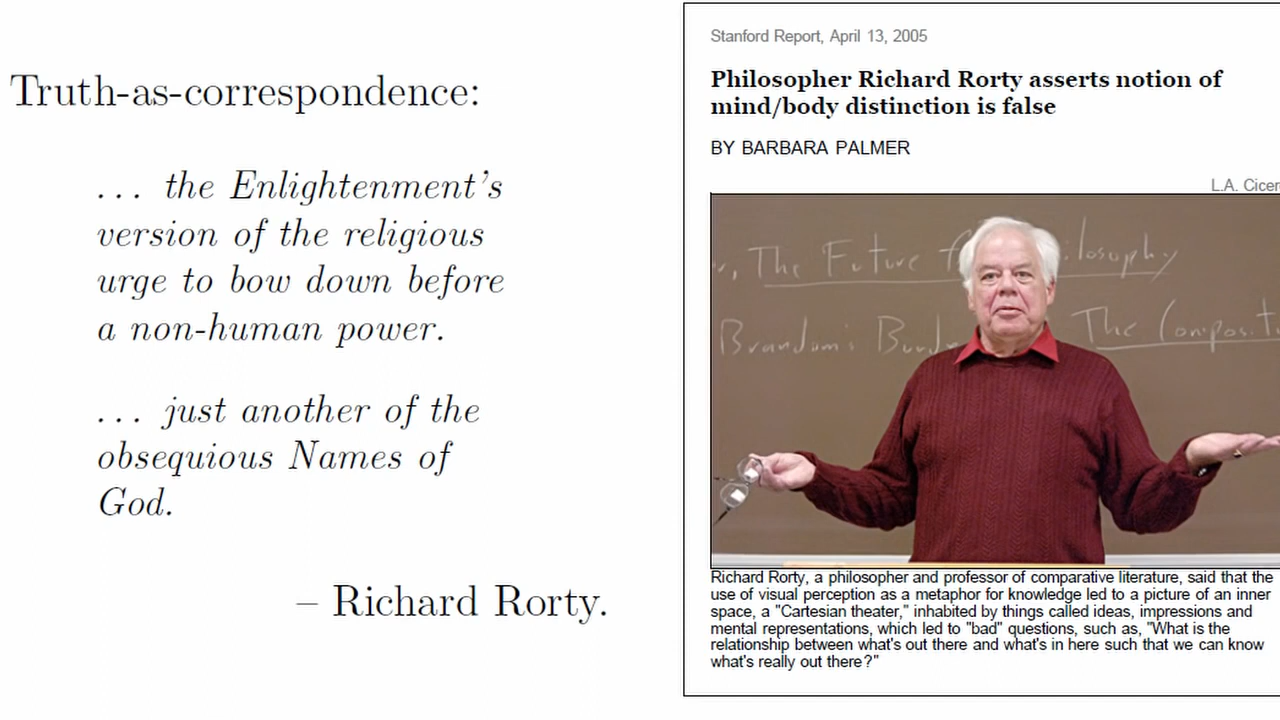 Truth-as-correspondence:
... the Enlightenment's
version of the religious
urge to bow down before
a non-human power.
... just another of the
obsequious Names of
God.
– Richard Rorty.
Stanford Report, April 13, 2005
Philosopher Richard Rorty asserts notion of
mind/body distinction is false
BY BARBARA PALMER
L.A. Cicer
The Future f ilosophy
Brandom's The Composit
Richard Rorty, a philosopher and professor of comparative literature, said that the
use of visual perception as a metaphor for knowledge led to a picture of an inner
space, a "Cartesian theater," inhabited by things called ideas, impressions and
mental representations, which led to "bad" questions, such as, "What is the
relationship between what's out there and what's in here such that we can know
what's really out there?"